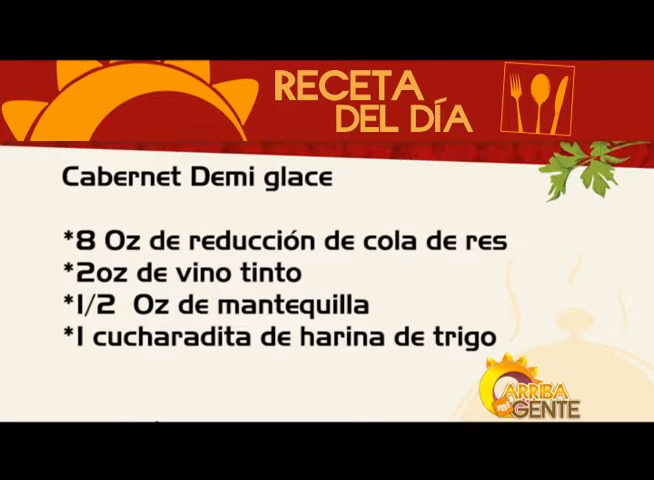 RECETA
DEL DÍA
Cabernet Demi glace
*8 Oz de reducción de cola de res
*2oz de vino tinto
*1/2 Oz de mantequilla
*1 cucharadita de harina de trigo
ARRIBA
GENTE